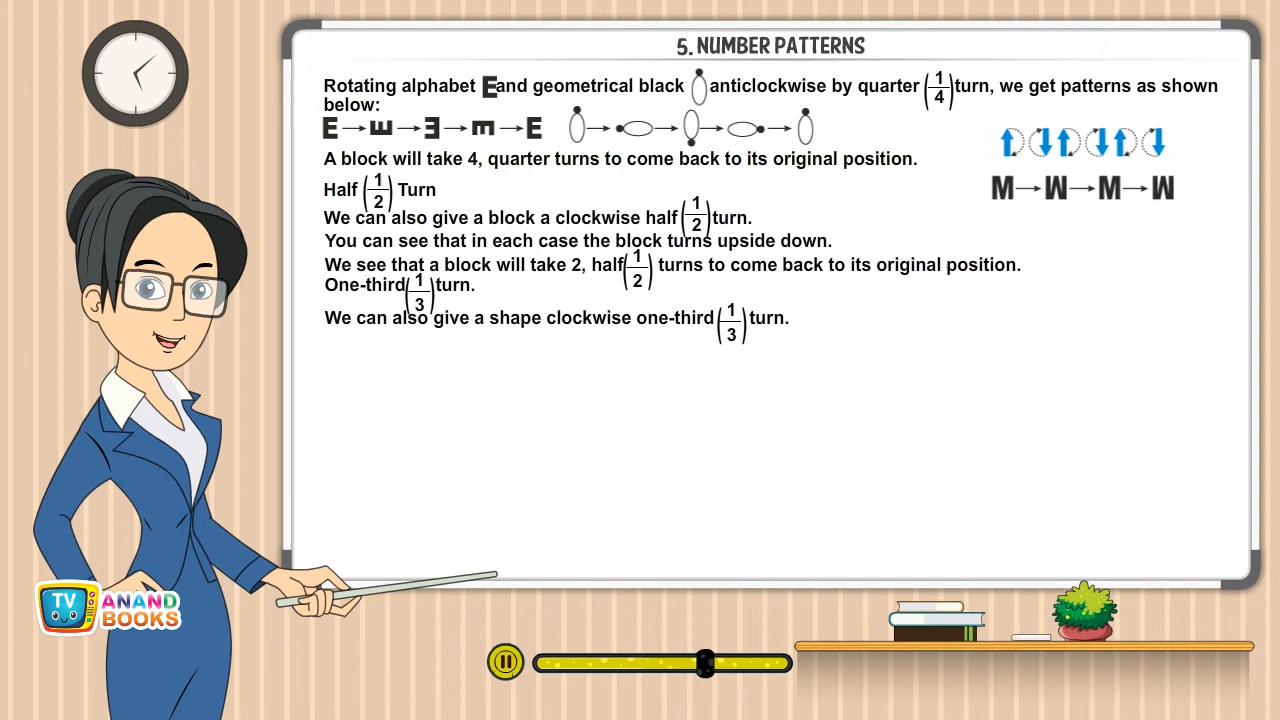 5. NUMBER PATTERNS
Rotating alphabet E and geometrical black anticlockwise by quarter (1/4) turn, we get patterns as shown
below:
E → E → E → E → E
A block will take 4, quarter turns to come back to its original position.
M → W → M → W
Half (1/2) Turn
We can also give a block a clockwise half (1/2) turn.
You can see that in each case the block turns upside down.
We see that a block will take 2, half (1/2) turns to come back to its original position.
One-third (1/3) turn.
We can also give a shape clockwise one-third (1/3) turn.
TV ANAND
BOOKS